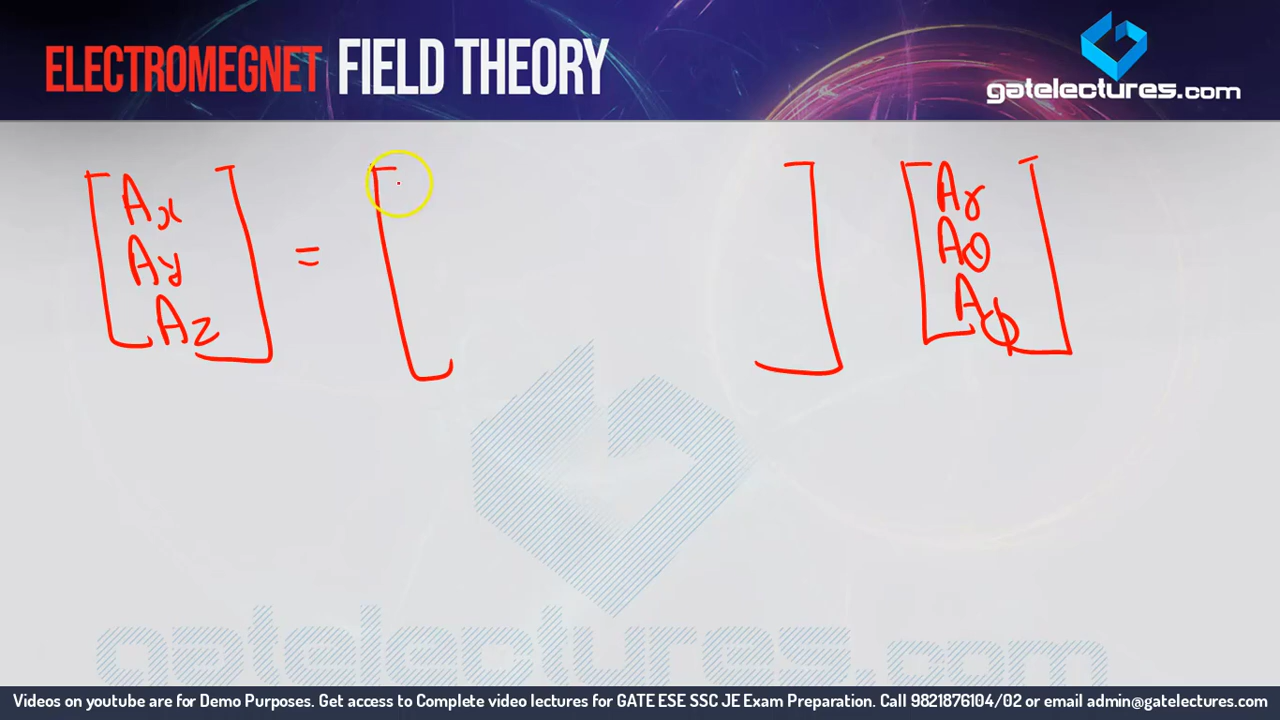 ELECTROMEGNET FIELD THEORY
gatelectures.com
[Ax Ay Az] = [ ] [Ar Aθ Aϕ]
gatelectures.com
Videos on youtube are for Demo Purposes. Get access to Complete video lectures for GATE ESE SSC JE Exam Preparation. Call 9821876104/02 or email admin@gatelectures.com